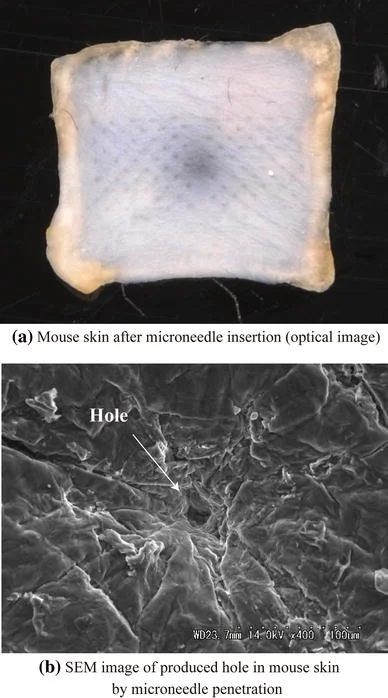 (a) Mouse skin after microneedle insertion (optical image)
Hole
WD23.7mm 14.0kV x400 100um
(b) SEM image of produced hole in mouse skin
by microneedle penetration